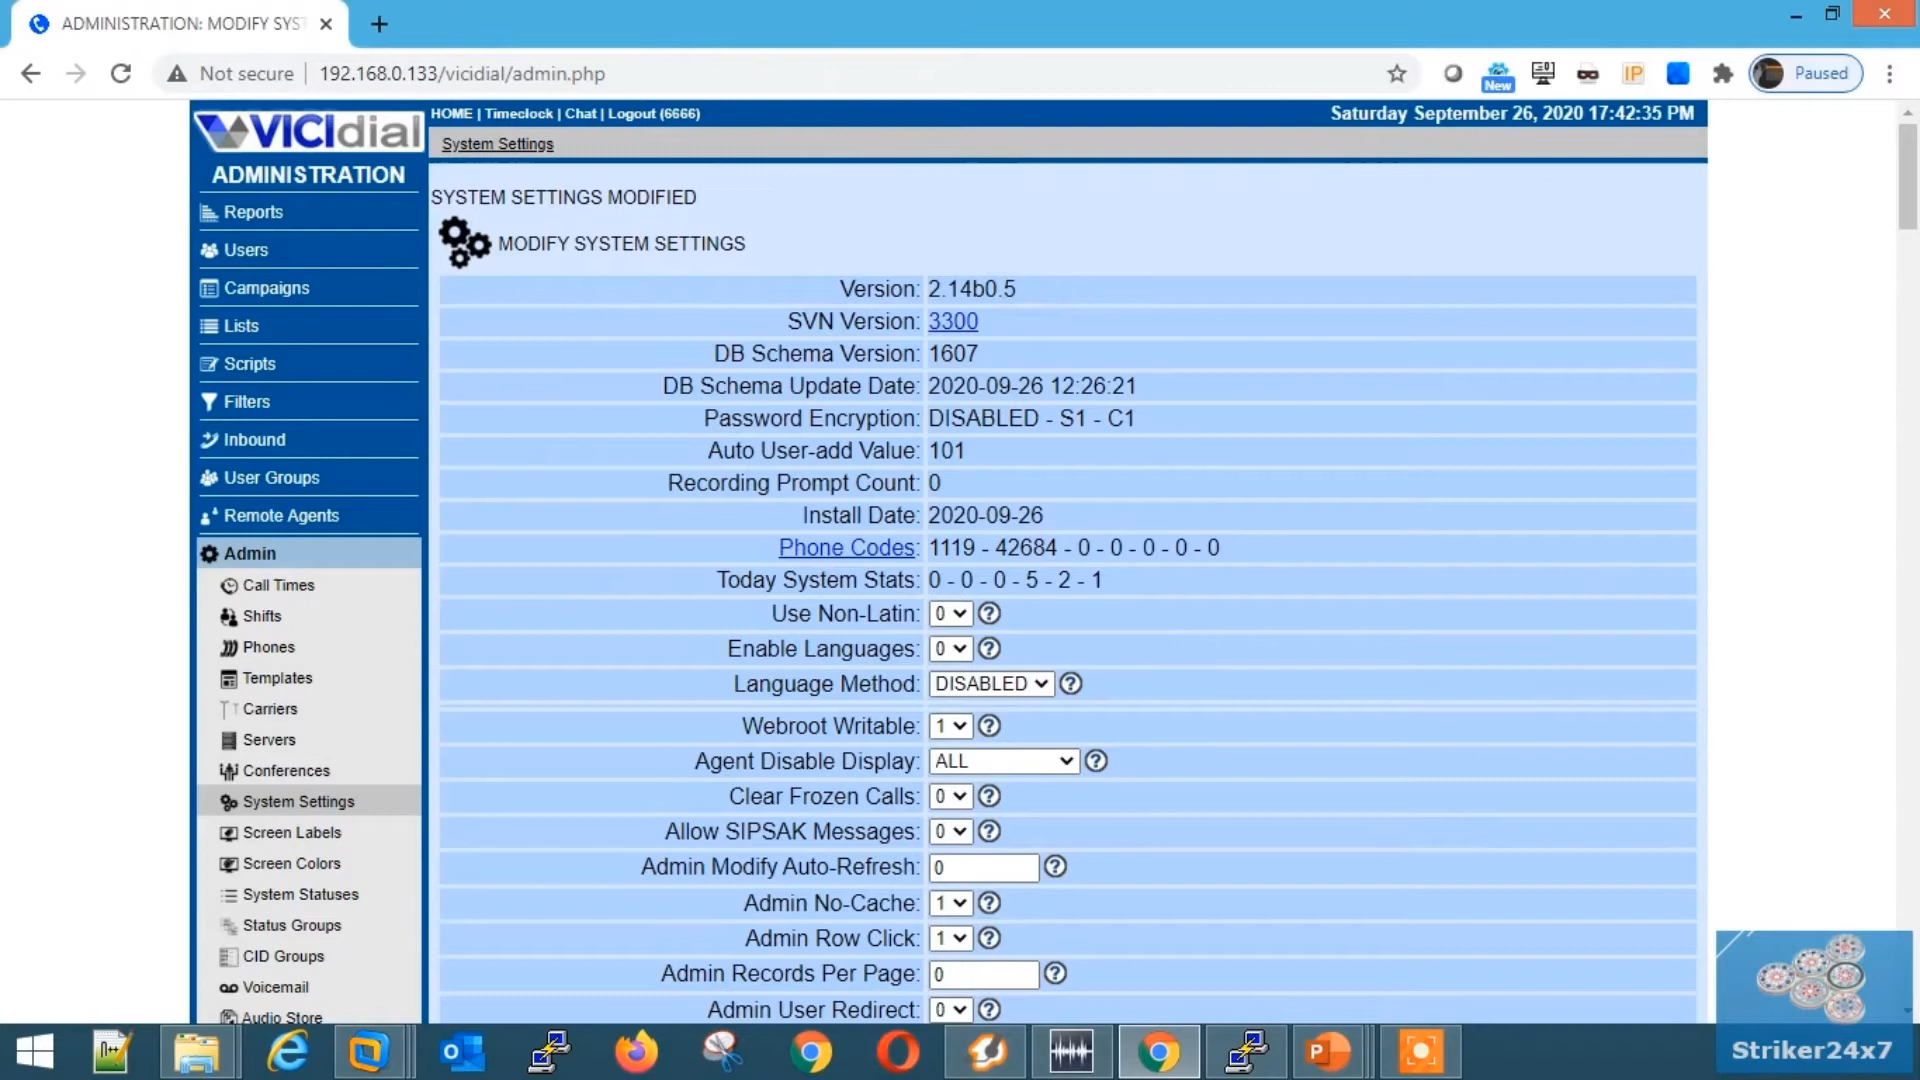 ADMINISTRATION: MODIFY SYST
Not secure
192.168.0.133/vicidial/admin.php
New
IP
Paused
VICIdial
HOME | Timeclock | Chat | Logout (6666)
Saturday September 26, 2020 17:42:35 PM
System Settings
ADMINISTRATION
Reports
Users
Campaigns
Lists
Scripts
Filters
Inbound
User Groups
Remote Agents
Admin
Call Times
Shifts
Phones
Templates
Carriers
Servers
Conferences
System Settings
Screen Labels
Screen Colors
System Statuses
Status Groups
CID Groups
Voicemail
Audio Store
SYSTEM SETTINGS MODIFIED
MODIFY SYSTEM SETTINGS
Version: 2.14b0.5
SVN Version: 3300
DB Schema Version: 1607
DB Schema Update Date: 2020-09-26 12:26:21
Password Encryption: DISABLED - S1 - C1
Auto User-add Value: 101
Recording Prompt Count: 0
Install Date: 2020-09-26
Phone Codes: 1119 - 42684 - 0 - 0 - 0 - 0 - 0
Today System Stats: 0 - 0 - 0 - 5 - 2 - 1
Use Non-Latin: 0
Enable Languages: 0
Language Method: DISABLED
Webroot Writable: 1
Agent Disable Display: ALL
Clear Frozen Calls: 0
Allow SIPSAK Messages: 0
Admin Modify Auto-Refresh: 0
Admin No-Cache: 1
Admin Row Click: 1
Admin Records Per Page: 0
Admin User Redirect: 0
Striker24x7